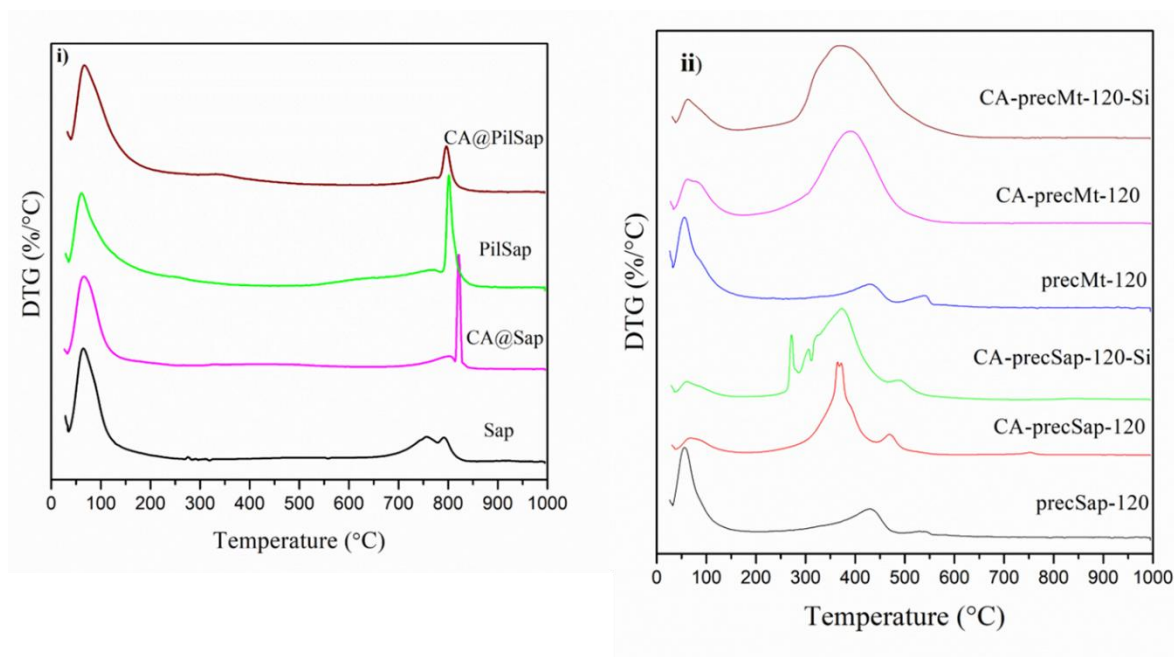 i)
CA@PilSap
PilSap
CA@Sap
Sap
DTG (%/°C)
0 100 200 300 400 500 600 700 800 900 1000
Temperature (°C)
ii)
CA-precMt-120-Si
CA-precMt-120
precMt-120
CA-precSap-120-Si
CA-precSap-120
precSap-120
DTG (%/°C)
0 100 200 300 400 500 600 700 800 900 1000
Temperature (°C)